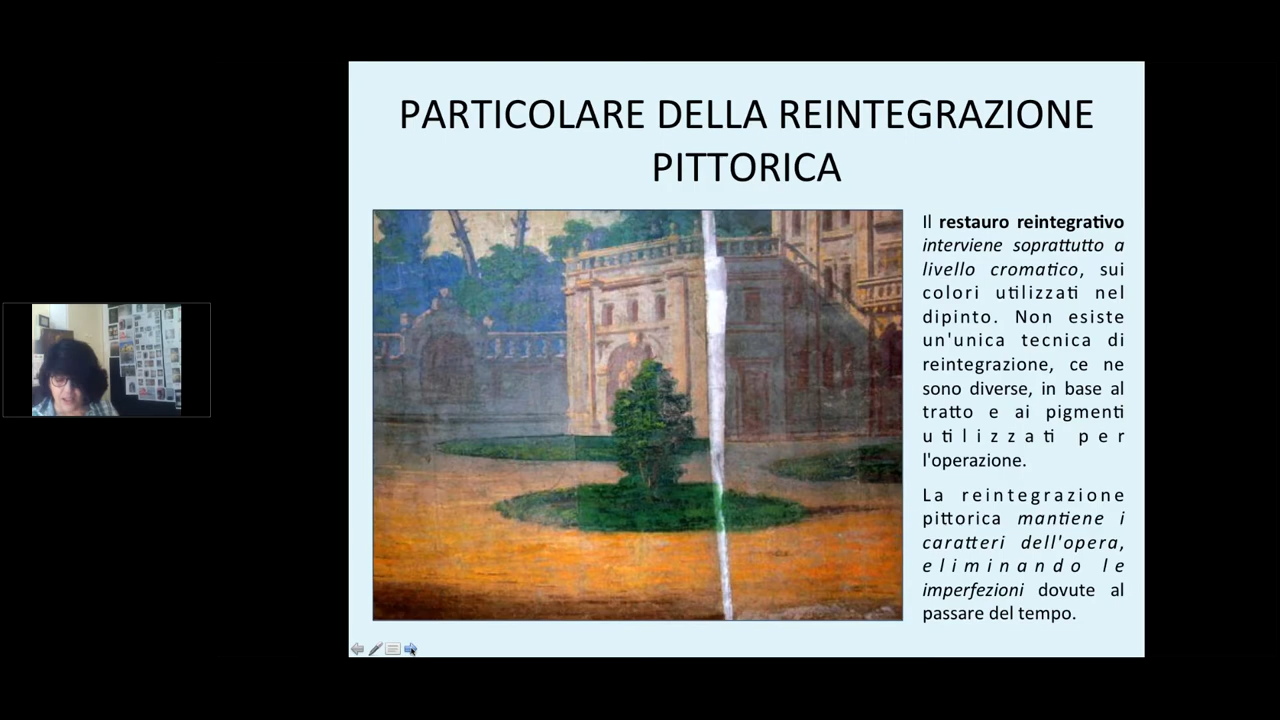 PARTICOLARE DELLA REINTEGRAZIONE
PITTORICA
Il restauro reintegrativo
interviene soprattutto a
livello cromatico, sui
colori utilizzati nel
dipinto. Non esiste
un'unica tecnica di
reintegrazione, ce ne
sono diverse, in base al
tratto e ai pigmenti
utilizzati per
l'operazione.
La reintegrazione
pittorica mantiene i
caratteri dell'opera,
eliminando le
imperfezioni dovute al
passare del tempo.